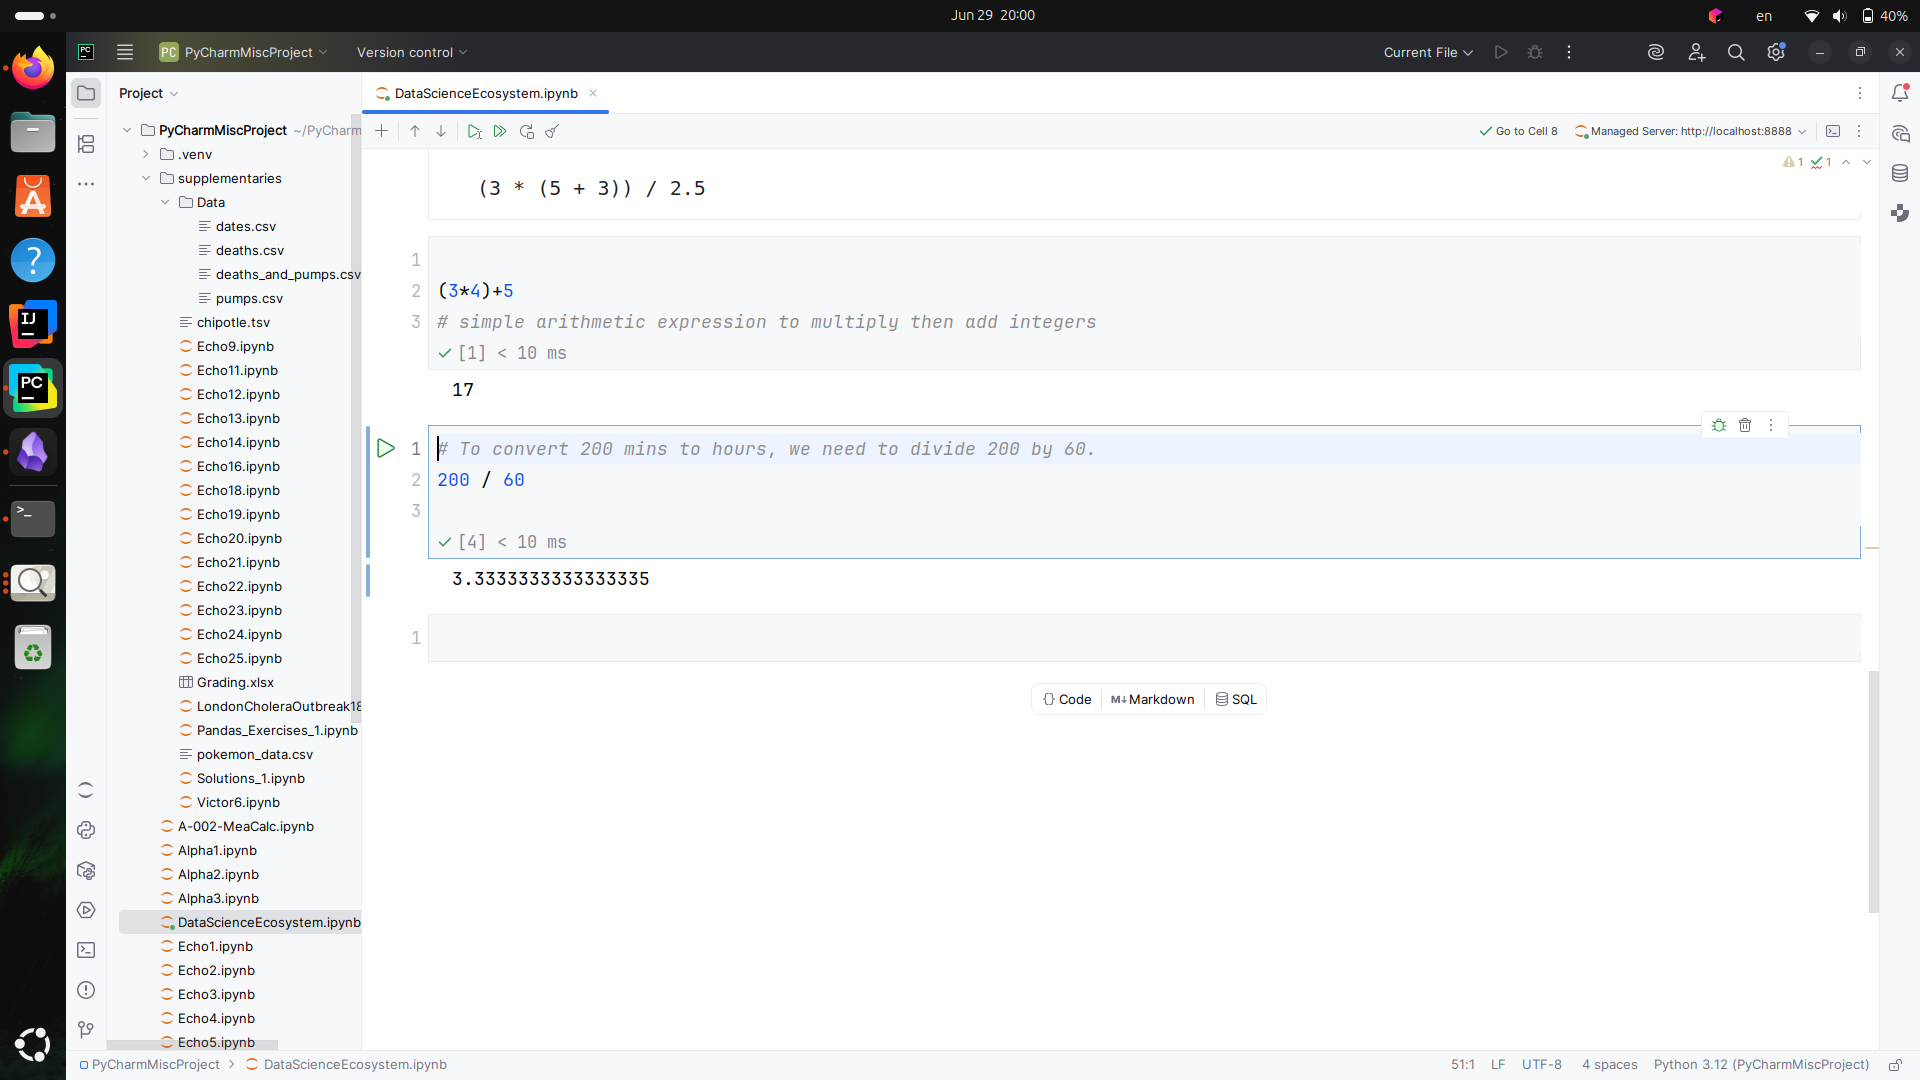 Jun 29 20:00
en
40%
PC
PC PyCharmMiscProject
Version control
Current File
Project
DataScienceEcosystem.ipynb
Go to Cell 8
Managed Server: http://localhost:8888
PyCharmMiscProject ~/PyCharm
.venv
supplementaries
Data
dates.csv
deaths.csv
deaths_and_pumps.csv
pumps.csv
chipotle.tsv
Echo9.ipynb
Echo11.ipynb
Echo12.ipynb
Echo13.ipynb
Echo14.ipynb
Echo16.ipynb
Echo18.ipynb
Echo19.ipynb
Echo20.ipynb
Echo21.ipynb
Echo22.ipynb
Echo23.ipynb
Echo24.ipynb
Echo25.ipynb
Grading.xlsx
LondonCholeraOutbreak18
Pandas_Exercises_1.ipynb
pokemon_data.csv
Solutions_1.ipynb
Victor6.ipynb
A-002-MeaCalc.ipynb
Alpha1.ipynb
Alpha2.ipynb
Alpha3.ipynb
DataScienceEcosystem.ipynb
Echo1.ipynb
Echo2.ipynb
Echo3.ipynb
Echo4.ipynb
Echo5.ipynb
1 1
(3 * (5 + 3)) / 2.5
1
2 (3*4)+5
3 # simple arithmetic expression to multiply then add integers
[1] < 10 ms
17
1 # To convert 200 mins to hours, we need to divide 200 by 60.
2 200 / 60
3
[4] < 10 ms
3.3333333333333335
1
{} Code
M↓ Markdown
SQL
IJ
PC
>_
PyCharmMiscProject > DataScienceEcosystem.ipynb
51:1
LF
UTF-8
4 spaces
Python 3.12 (PyCharmMiscProject)